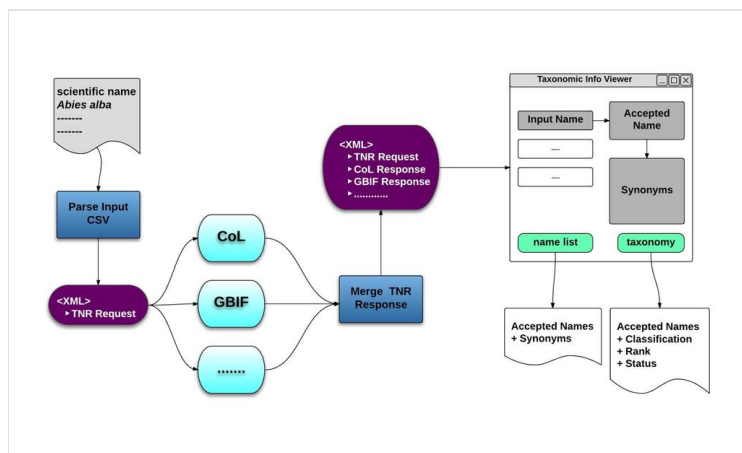 scientific name
Abies alba
-------
-------
Parse Input
CSV
<XML>
‣ TNR Request
CoL
GBIF
.......
Merge TNR
Response
<XML>
‣ TNR Request
‣ CoL Response
‣ GBIF Response
‣ ............
Taxonomic Info Viewer
Input Name
Accepted
Name
---
---
Synonyms
name list
taxonomy
Accepted Names
+ Synonyms
Accepted Names
+ Classification
+ Rank
+ Status